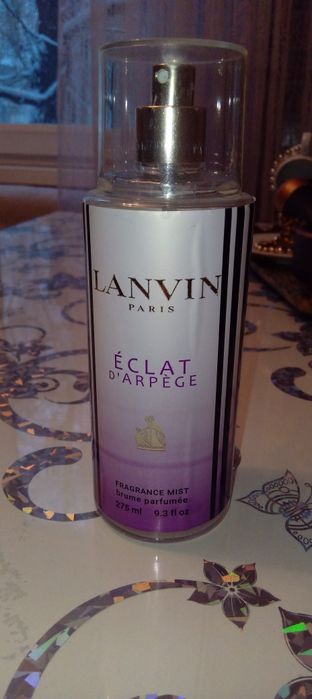 LANVIN
PARIS
ÉCLAT
D'ARPÈGE
FRAGRANCE MIST
brume parfumée
275 ml 9.3 fl oz